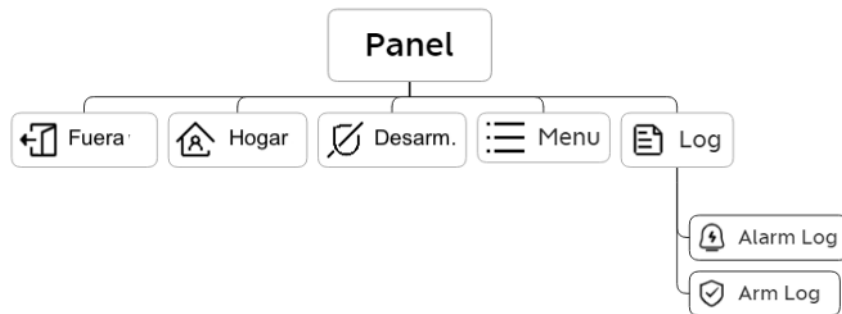 Panel
Fuera
Hogar
Desarm.
Menu
Log
Alarm Log
Arm Log